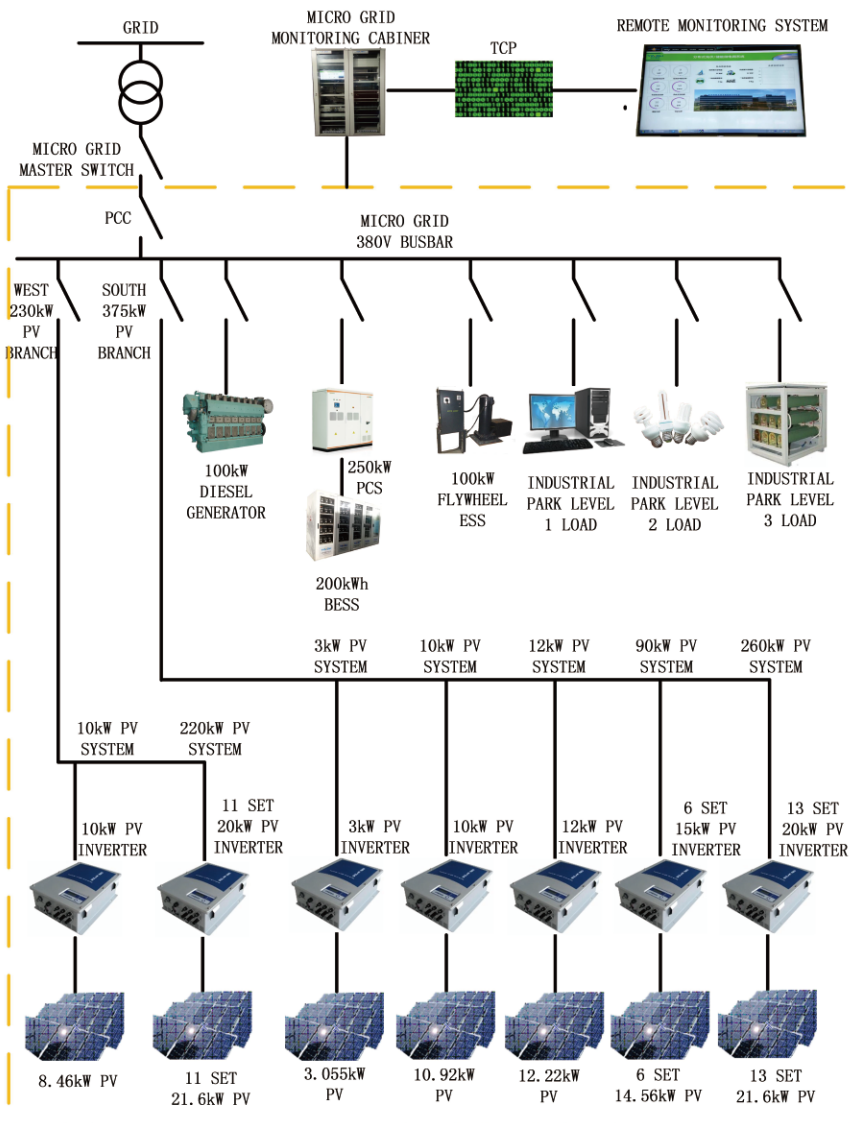 GRID
MICRO GRID
MONITORING CABINER
TCP
REMOTE MONITORING SYSTEM
MICRO GRID
MASTER SWITCH
PCC
MICRO GRID
380V BUSBAR
WEST
230kW
PV
BRANCH
SOUTH
375kW
PV
BRANCH
100kW
DIESEL
GENERATOR
250kW
PCS
200kWh
BESS
100kW
FLYWHEEL
ESS
INDUSTRIAL
PARK LEVEL
1 LOAD
INDUSTRIAL
PARK LEVEL
2 LOAD
INDUSTRIAL
PARK LEVEL
3 LOAD
3kW PV
SYSTEM
10kW PV
SYSTEM
12kW PV
SYSTEM
90kW PV
SYSTEM
260kW PV
SYSTEM
10kW PV
SYSTEM
220kW PV
SYSTEM
10kW PV
INVERTER
11 SET
20kW PV
INVERTER
3kW PV
INVERTER
10kW PV
INVERTER
12kW PV
INVERTER
6 SET
15kW PV
INVERTER
13 SET
20kW PV
INVERTER
8.46kW PV
11 SET
21.6kW PV
3.055kW
PV
10.92kW
PV
12.22kW
PV
6 SET
14.56kW PV
13 SET
21.6kW PV